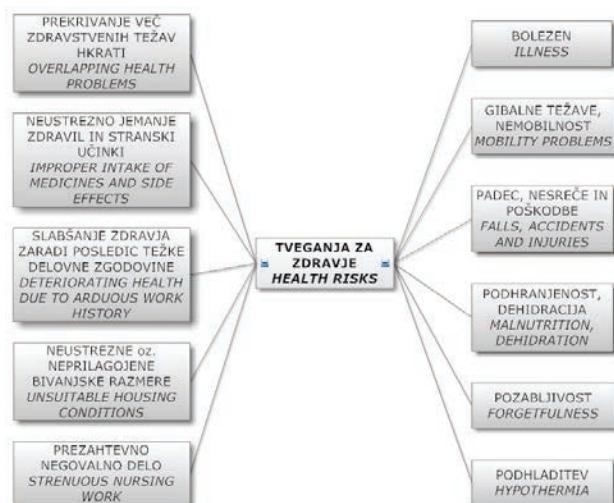 PREKRIVANJE VEČ
ZDRAVSTVENIH TEŽAV
HKRATI
OVERLAPPING HEALTH
PROBLEMS
NEUSTREZNO JEMANJE
ZDRAVIL IN STRANSKI
UČINKI
IMPROPER INTAKE OF
MEDICINES AND SIDE
EFFECTS
SLABŠANJE ZDRAVJA
ZARADI POSLEDIC TEŽKE
DELOVNE ZGODOVINE
DETERIORATING HEALTH
DUE TO ARDUOUS WORK
HISTORY
NEUSTREZNE oz.
NEPRILAGOJENE
BIVANJSKE RAZMERE
UNSUITABLE HOUSING
CONDITIONS
PREZAHTEVNO
NEGOVALNO DELO
STRENUOUS NURSING
WORK
TVEGANJA ZA
ZDRAVJE
HEALTH RISKS
BOLEZEN
ILLNESS
GIBALNE TEŽAVE,
NEMOBILNOST
MOBILITY PROBLEMS
PADEC, NESREČE IN
POŠKODBE
FALLS, ACCIDENTS
AND INJURIES
PODHRANJENOST,
DEHIDRACIJA
MALNUTRITION,
DEHIDRATION
POZABLJIVOST
FORGETFULNESS
PODHLADITEV
HYPOTHERMIA